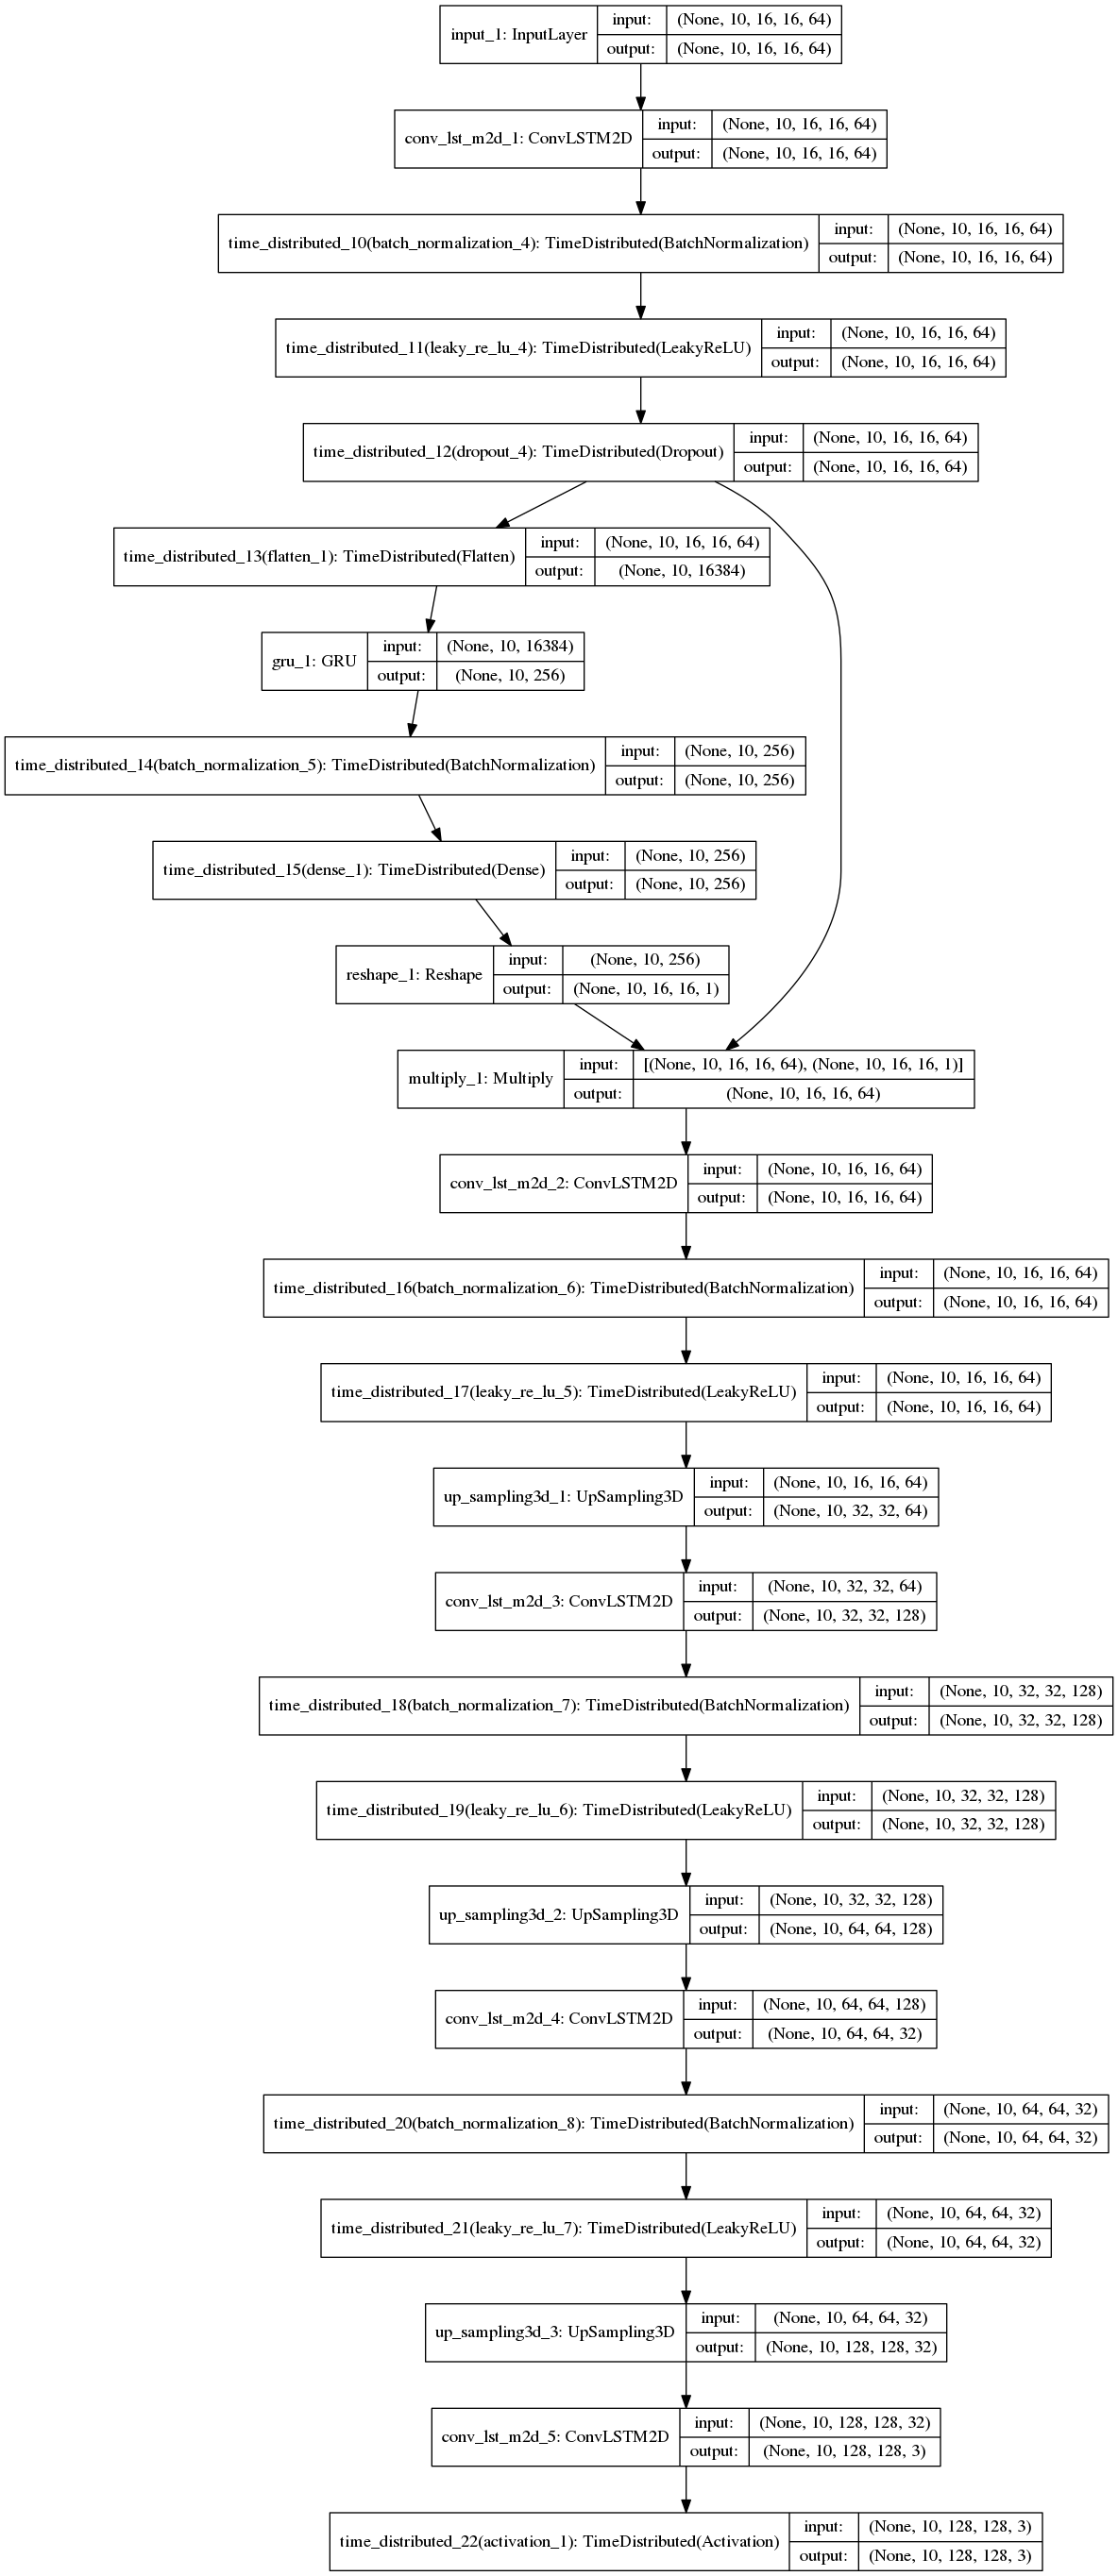 input_1: InputLayer
input: (None, 10, 16, 16, 64)
output: (None, 10, 16, 16, 64)
conv_lst_m2d_1: ConvLSTM2D
input: (None, 10, 16, 16, 64)
output: (None, 10, 16, 16, 64)
time_distributed_10(batch_normalization_4): TimeDistributed(BatchNormalization)
input: (None, 10, 16, 16, 64)
output: (None, 10, 16, 16, 64)
time_distributed_11(leaky_re_lu_4): TimeDistributed(LeakyReLU)
input: (None, 10, 16, 16, 64)
output: (None, 10, 16, 16, 64)
time_distributed_12(dropout_4): TimeDistributed(Dropout)
input: (None, 10, 16, 16, 64)
output: (None, 10, 16, 16, 64)
time_distributed_13(flatten_1): TimeDistributed(Flatten)
input: (None, 10, 16, 16, 64)
output: (None, 10, 16384)
gru_1: GRU
input: (None, 10, 16384)
output: (None, 10, 256)
time_distributed_14(batch_normalization_5): TimeDistributed(BatchNormalization)
input: (None, 10, 256)
output: (None, 10, 256)
time_distributed_15(dense_1): TimeDistributed(Dense)
input: (None, 10, 256)
output: (None, 10, 256)
reshape_1: Reshape
input: (None, 10, 256)
output: (None, 10, 16, 16, 1)
multiply_1: Multiply
input: [(None, 10, 16, 16, 64), (None, 10, 16, 16, 1)]
output: (None, 10, 16, 16, 64)
conv_lst_m2d_2: ConvLSTM2D
input: (None, 10, 16, 16, 64)
output: (None, 10, 16, 16, 64)
time_distributed_16(batch_normalization_6): TimeDistributed(BatchNormalization)
input: (None, 10, 16, 16, 64)
output: (None, 10, 16, 16, 64)
time_distributed_17(leaky_re_lu_5): TimeDistributed(LeakyReLU)
input: (None, 10, 16, 16, 64)
output: (None, 10, 16, 16, 64)
up_sampling3d_1: UpSampling3D
input: (None, 10, 16, 16, 64)
output: (None, 10, 32, 32, 64)
conv_lst_m2d_3: ConvLSTM2D
input: (None, 10, 32, 32, 64)
output: (None, 10, 32, 32, 128)
time_distributed_18(batch_normalization_7): TimeDistributed(BatchNormalization)
input: (None, 10, 32, 32, 128)
output: (None, 10, 32, 32, 128)
time_distributed_19(leaky_re_lu_6): TimeDistributed(LeakyReLU)
input: (None, 10, 32, 32, 128)
output: (None, 10, 32, 32, 128)
up_sampling3d_2: UpSampling3D
input: (None, 10, 32, 32, 128)
output: (None, 10, 64, 64, 128)
conv_lst_m2d_4: ConvLSTM2D
input: (None, 10, 64, 64, 128)
output: (None, 10, 64, 64, 32)
time_distributed_20(batch_normalization_8): TimeDistributed(BatchNormalization)
input: (None, 10, 64, 64, 32)
output: (None, 10, 64, 64, 32)
time_distributed_21(leaky_re_lu_7): TimeDistributed(LeakyReLU)
input: (None, 10, 64, 64, 32)
output: (None, 10, 64, 64, 32)
up_sampling3d_3: UpSampling3D
input: (None, 10, 64, 64, 32)
output: (None, 10, 128, 128, 32)
conv_lst_m2d_5: ConvLSTM2D
input: (None, 10, 128, 128, 32)
output: (None, 10, 128, 128, 3)
time_distributed_22(activation_1): TimeDistributed(Activation)
input: (None, 10, 128, 128, 3)
output: (None, 10, 128, 128, 3)